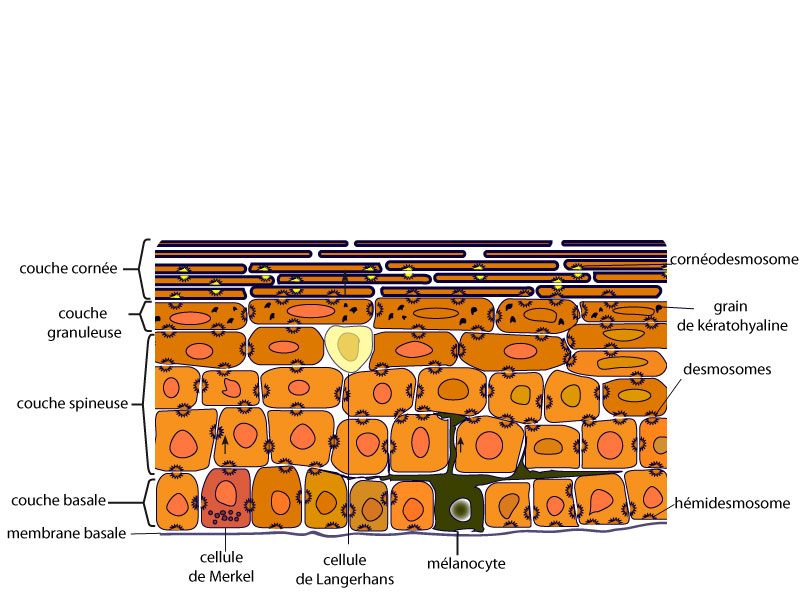 couche cornée
cornéodesmosome
couche
granuleuse
grain
de kératohyaline
desmosomes
couche spineuse
couche basale
hémidesmosome
membrane basale
cellule
de Merkel
cellule
de Langerhans
mélanocyte